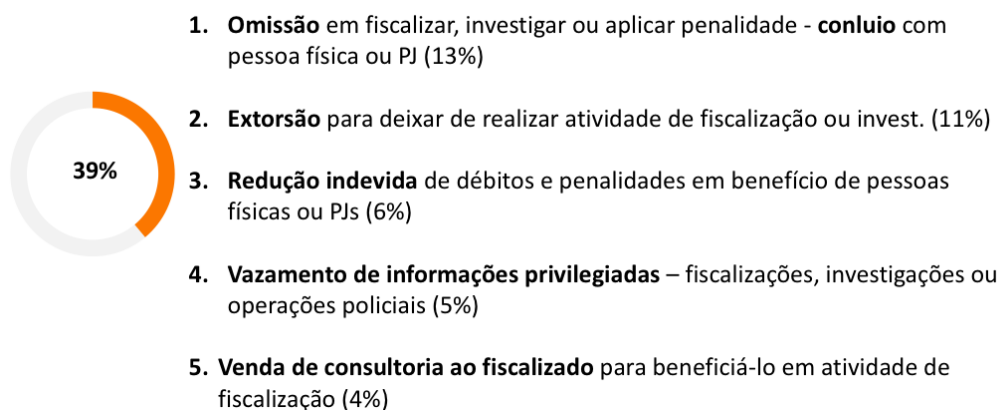 1. Omissão em fiscalizar, investigar ou aplicar penalidade - conluio com
pessoa física ou PJ (13%)
2. Extorsão para deixar de realizar atividade de fiscalização ou invest. (11%)
39%
3. Redução indevida de débitos e penalidades em benefício de pessoas
físicas ou PJs (6%)
4. Vazamento de informações privilegiadas – fiscalizações, investigações ou
operações policiais (5%)
5. Venda de consultoria ao fiscalizado para beneficiá-lo em atividade de
fiscalização (4%)